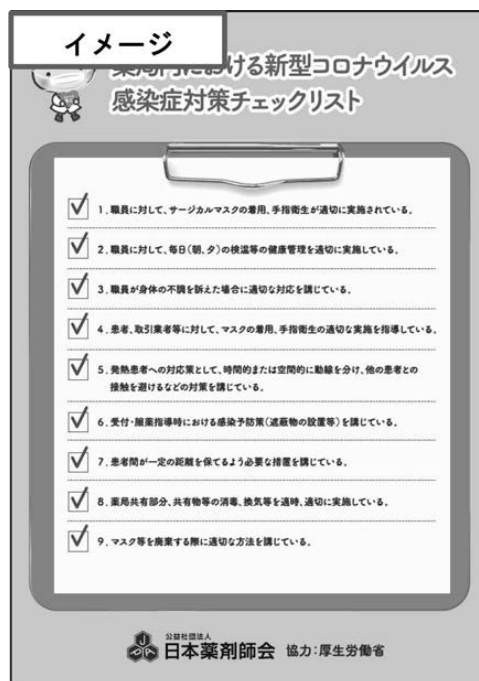 イメージ
薬局内における新型コロナウイルス
感染症対策チェックリスト
1.職員に対して、サージカルマスクの着用、手指衛生が適切に実施されている。
2.職員に対して、毎日(朝、夕)の検温等の健康管理を適切に実施している。
3.職員が身体の不調を訴えた場合に適切な対応を講じている。
4.患者、取引業者等に対して、マスクの着用、手指衛生の適切な実施を指導している。
5.発熱患者への対応策として、時間的または空間的に動線を分け、他の患者との
接触を避けるなどの対策を講じている。
6.受付・服薬指導時における感染予防策(遮蔽物の設置等)を講じている。
7.患者間が一定の距離を保てるよう必要な措置を講じている。
8.薬局共有部分、共有物等の消毒、換気等を適時、適切に実施している。
9.マスク等を廃棄する際に適切な方法を講じている。
公益社団法人
日本薬剤師会 協力:厚生労働省